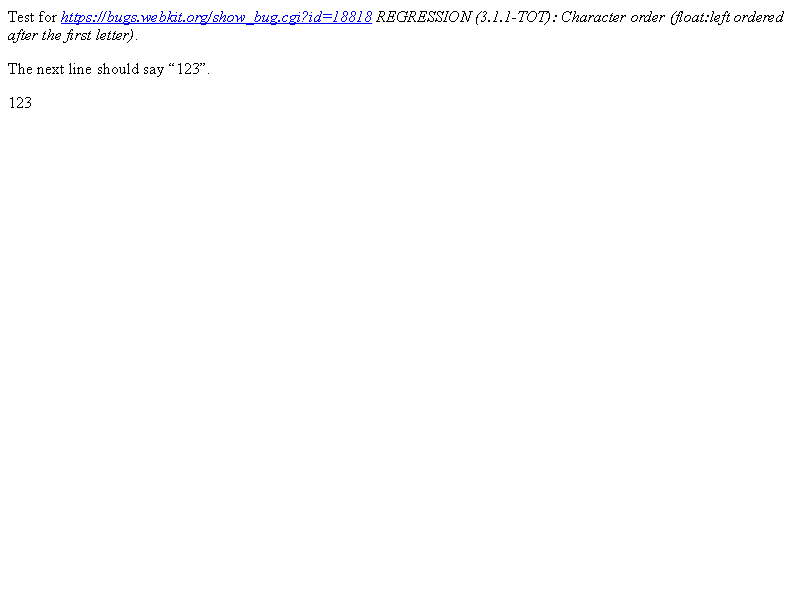 Test for https://bugs.webkit.org/show_bug.cgi?id=18818 REGRESSION (3.1.1-TOT): Character order (float:left ordered
after the first letter).
The next line should say “123”.
123